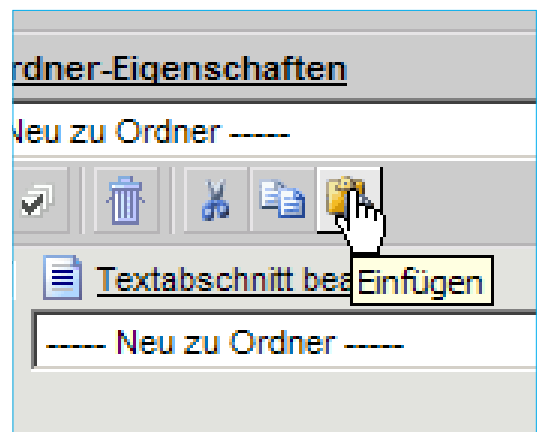 rdner-Eigenschaften
Neu zu Ordner -----
Textabschnitt bea
Einfügen
----- Neu zu Ordner -----